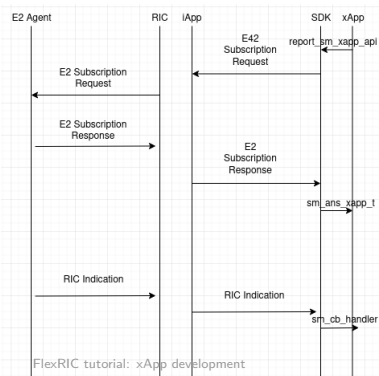 E2 Agent
RIC
iApp
SDK
xApp
E42
Subscription
Request
report_sm_xapp_api
E2 Subscription
Request
E2 Subscription
Response
E2
Subscription
Response
sm_ans_xapp_t
RIC Indication
RIC Indication
sm_cb_handler
FlexRIC tutorial: xApp development